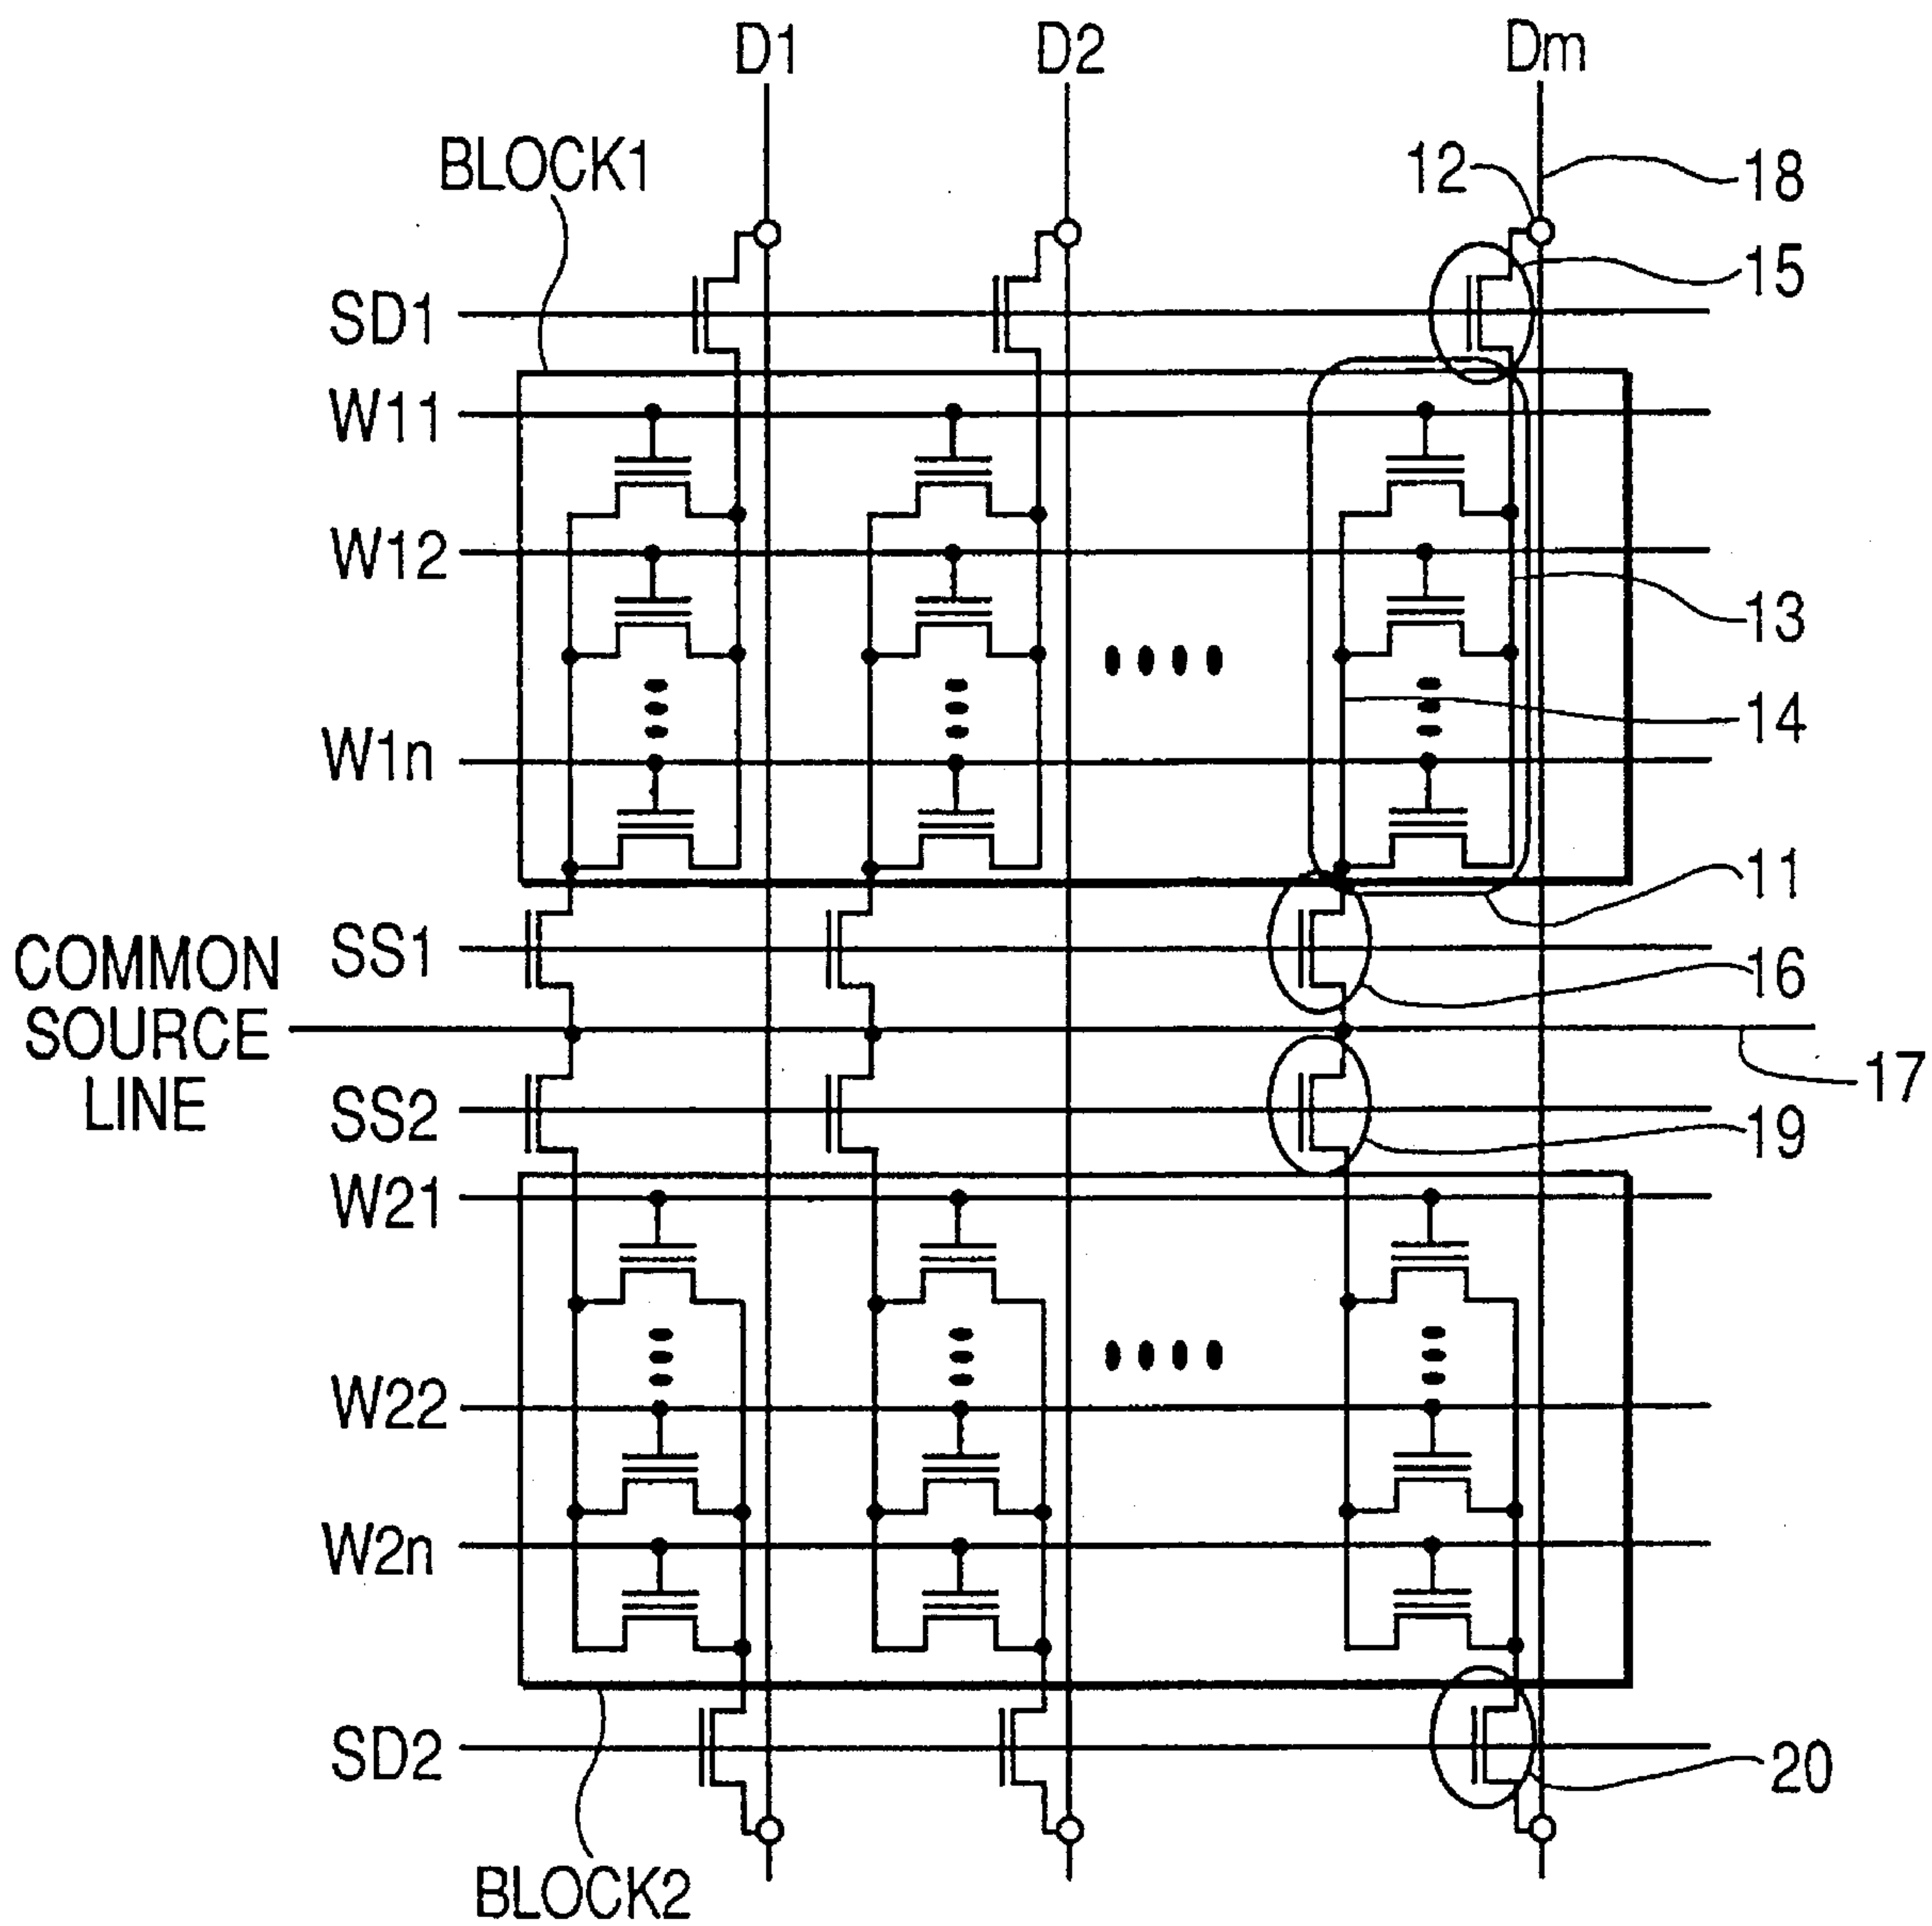 D1 D2 Dm
BLOCK1 12 18
15
SD1
W11
W12
13
14
W1n
11
SS1
16
COMMON
SOURCE
LINE
17
SS2
19
W21
W22
W2n
SD2
20
BLOCK2